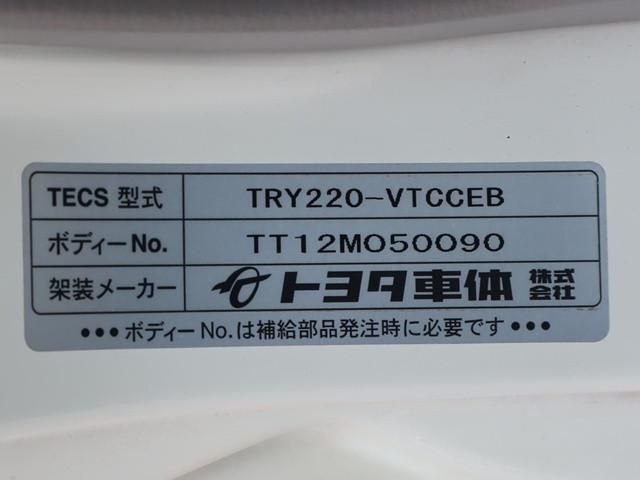 TECS 型式 TRY220-VTCCEB
ボディーNo. TT12M050090
架装メーカー トヨタ車体 株式会社
•••ボディーNo.は補給部品発注時に必要です•••